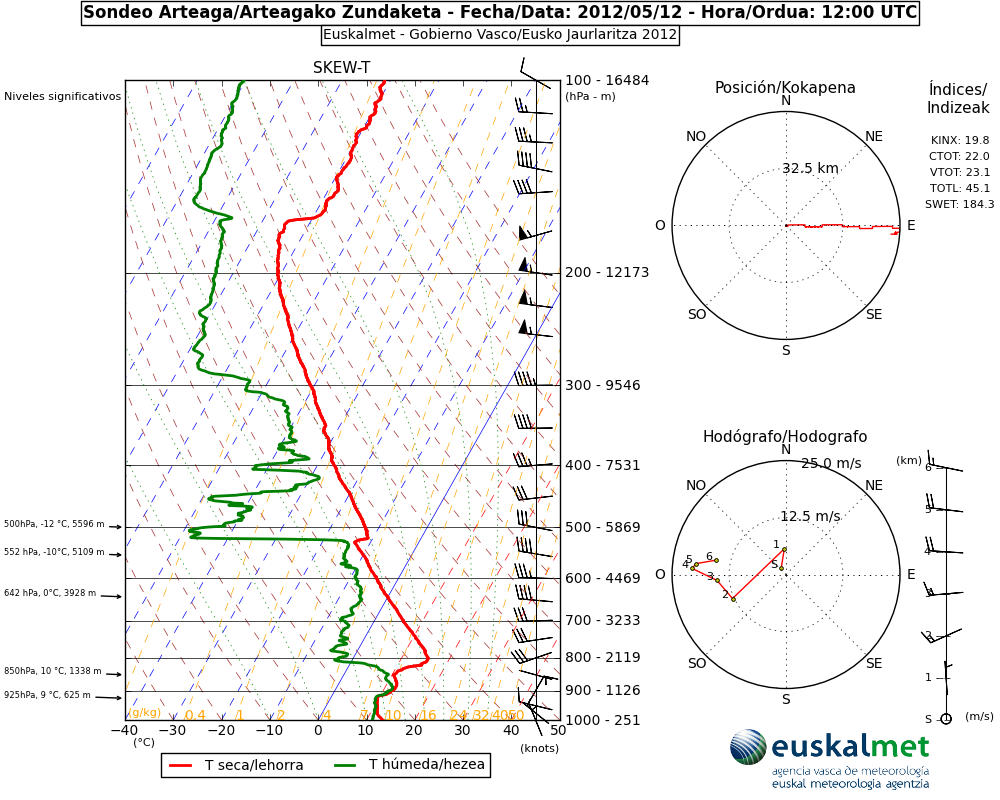 Sondeo Arteaga/Arteagako Zundaketa - Fecha/Data: 2012/05/12 - Hora/Ordua: 12:00 UTC
Euskalmet - Gobierno Vasco/Eusko Jaurlaritza 2012
SKEW-T
Niveles significativos
100 - 16484
(hPa - m)
200 - 12173
300 - 9546
400 - 7531
500 - 5869
600 - 4469
700 - 3233
800 - 2119
900 - 1126
1000 - 251
500hPa, -12 °C, 5596 m
552 hPa, -10°C, 5109 m
642 hPa, 0°C, 3928 m
850hPa, 10 °C, 1338 m
925hPa, 9 °C, 625 m
(g/kg) 0.4 1 2 4 7 10 16 24 32 40 50
−40 −30 −20 −10 0 10 20 30 40 50
(°C)
(knots)
T seca/lehorra
T húmeda/hezea
Posición/Kokapena
N
NO
NE
32.5 km
O
E
SO
SE
S
Índices/
Indizeak
KINX: 19.8
CTOT: 22.0
VTOT: 23.1
TOTL: 45.1
SWET: 184.3
Hodógrafo/Hodografo
N
25.0 m/s
NO
NE
12.5 m/s
O
E
SO
SE
S
S
1
2
3
4
5
6
(km)
6
5
4
3
2
1
S
(m/s)
euskalmet
agencia vasca de meteorología
euskal meteorologia agentzia